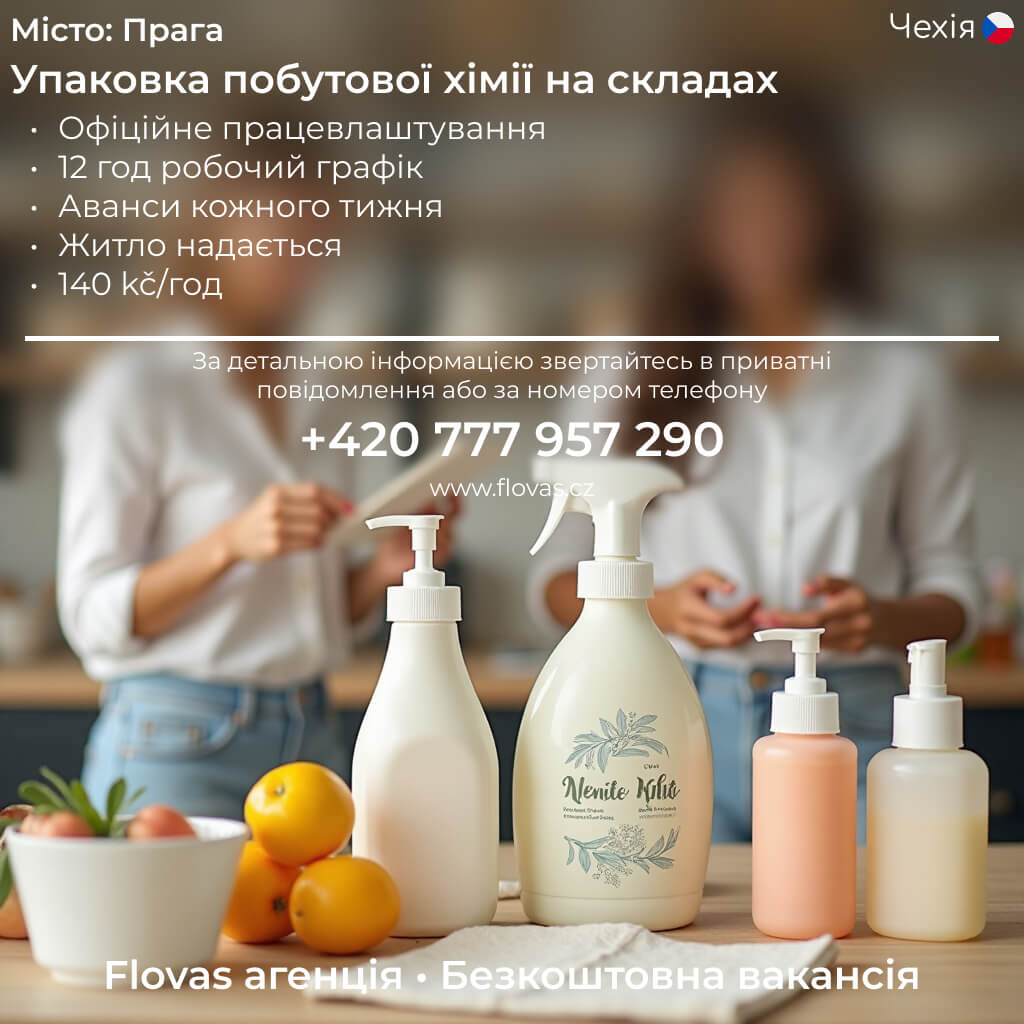 Місто: Прага
Чехія
Упаковка побутової хімії на складах
• Офіційне працевлаштування
• 12 год робочий графік
• Аванси кожного тижня
• Житло надається
• 140 kč/год
За детальною інформацією звертайтесь в приватні
повідомлення або за номером телефону
+420 777 957 290
www.flovas.cz
Flovas агенція • Безкоштовна вакансія